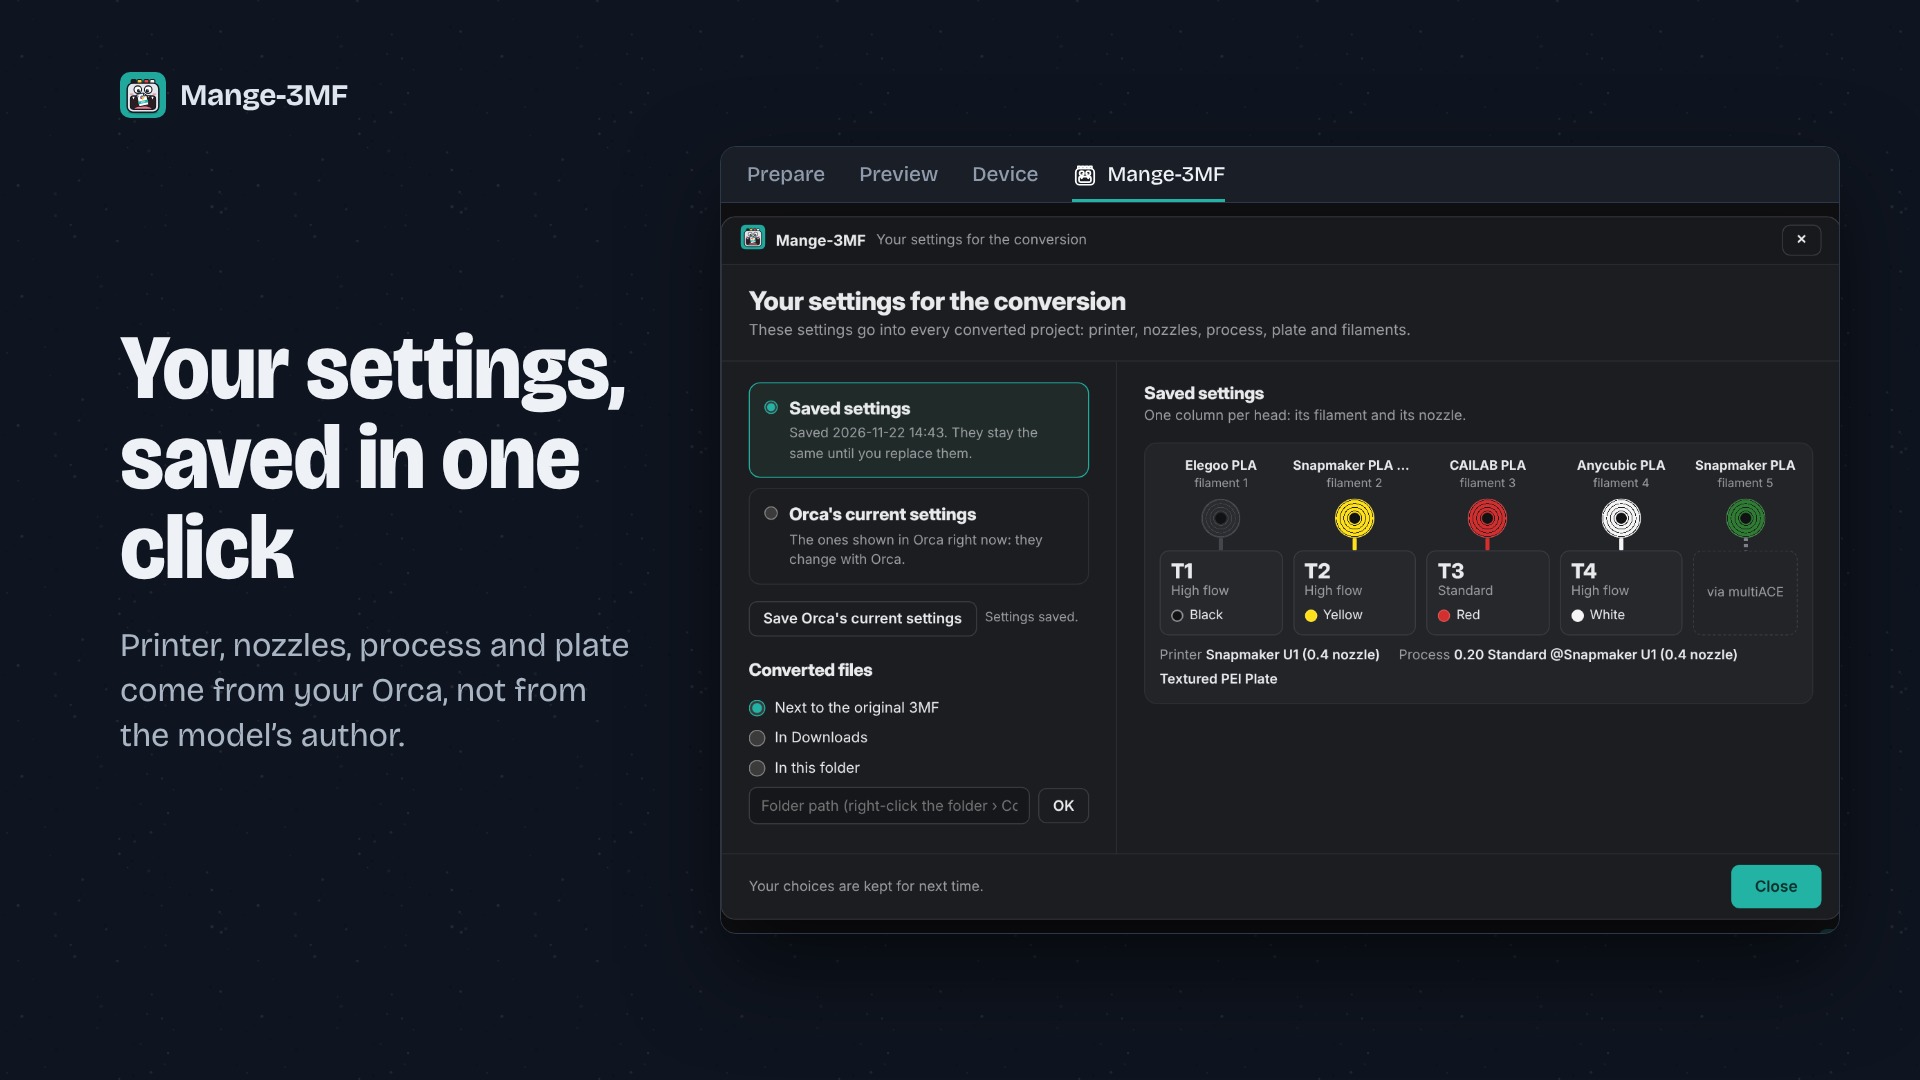 Mange-3MF
Your settings,
saved in one
click
Printer, nozzles, process and plate
come from your Orca, not from
the model’s author.
Prepare Preview Device Mange-3MF
Mange-3MF Your settings for the conversion ×
Your settings for the conversion
These settings go into every converted project: printer, nozzles, process, plate and filaments.
Saved settings
Saved 2026-11-22 14:43. They stay the
same until you replace them.
Orca's current settings
The ones shown in Orca right now: they
change with Orca.
Save Orca's current settings Settings saved.
Converted files
Next to the original 3MF
In Downloads
In this folder
Folder path (right-click the folder › Co OK
Saved settings
One column per head: its filament and its nozzle.
Elegoo PLA Snapmaker PLA ... CAILAB PLA Anycubic PLA Snapmaker PLA
filament 1 filament 2 filament 3 filament 4 filament 5
T1 T2 T3 T4
High flow High flow Standard High flow via multiACE
Black Yellow Red White
Printer Snapmaker U1 (0.4 nozzle) Process 0.20 Standard @Snapmaker U1 (0.4 nozzle)
Textured PEI Plate
Your choices are kept for next time. Close